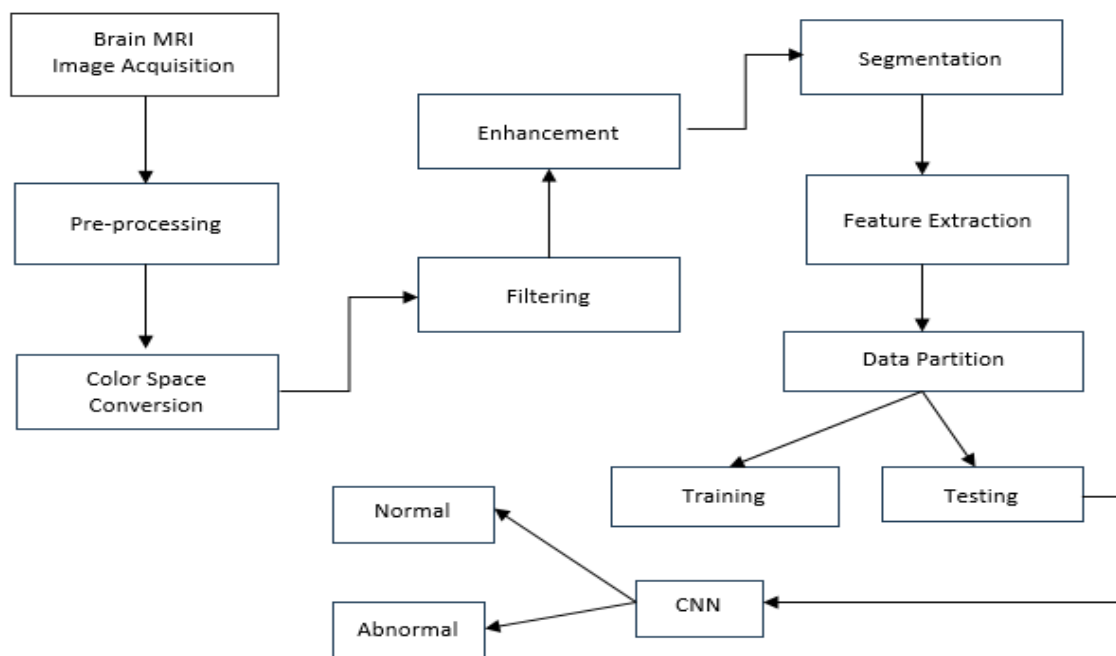 Brain MRI
Image Acquisition
Pre-processing
Color Space
Conversion
Filtering
Enhancement
Segmentation
Feature Extraction
Data Partition
Training
Testing
CNN
Normal
Abnormal